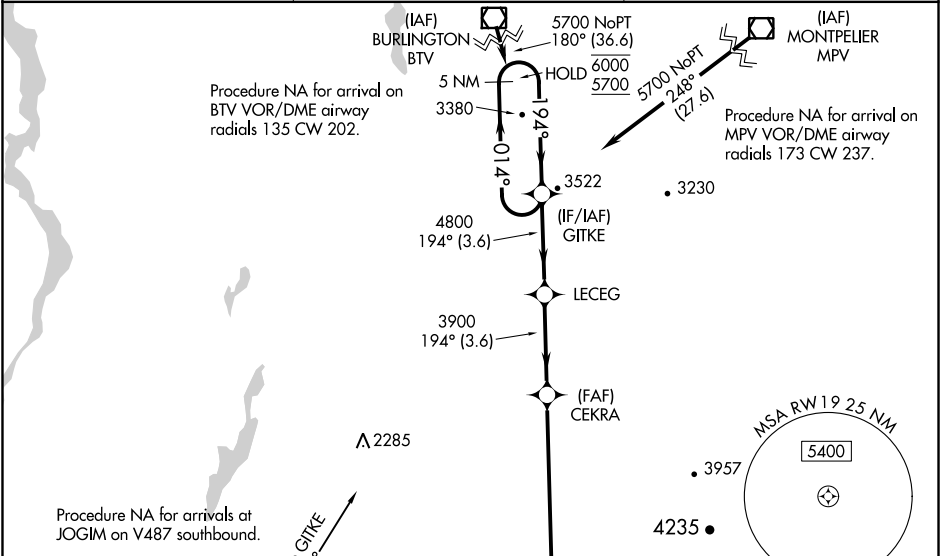 (IAF)
BURLINGTON
BTV
5700 NoPT
180° (36.6)
(IAF)
MONTPELIER
MPV
HOLD 6000
5700
5 NM
5700 NoPT
248°
(27.6)
Procedure NA for arrival on
BTV VOR/DME airway
radials 135 CW 202.
3380
194°
014°
Procedure NA for arrival on
MPV VOR/DME airway
radials 173 CW 237.
3522
3230
(IF/IAF)
GITKE
4800
194° (3.6)
LECEG
3900
194° (3.6)
(FAF)
CEKRA
MSA RW19 25 NM
5400
2285
3957
4235
Procedure NA for arrivals at
JOGIM on V487 southbound.
GITKE